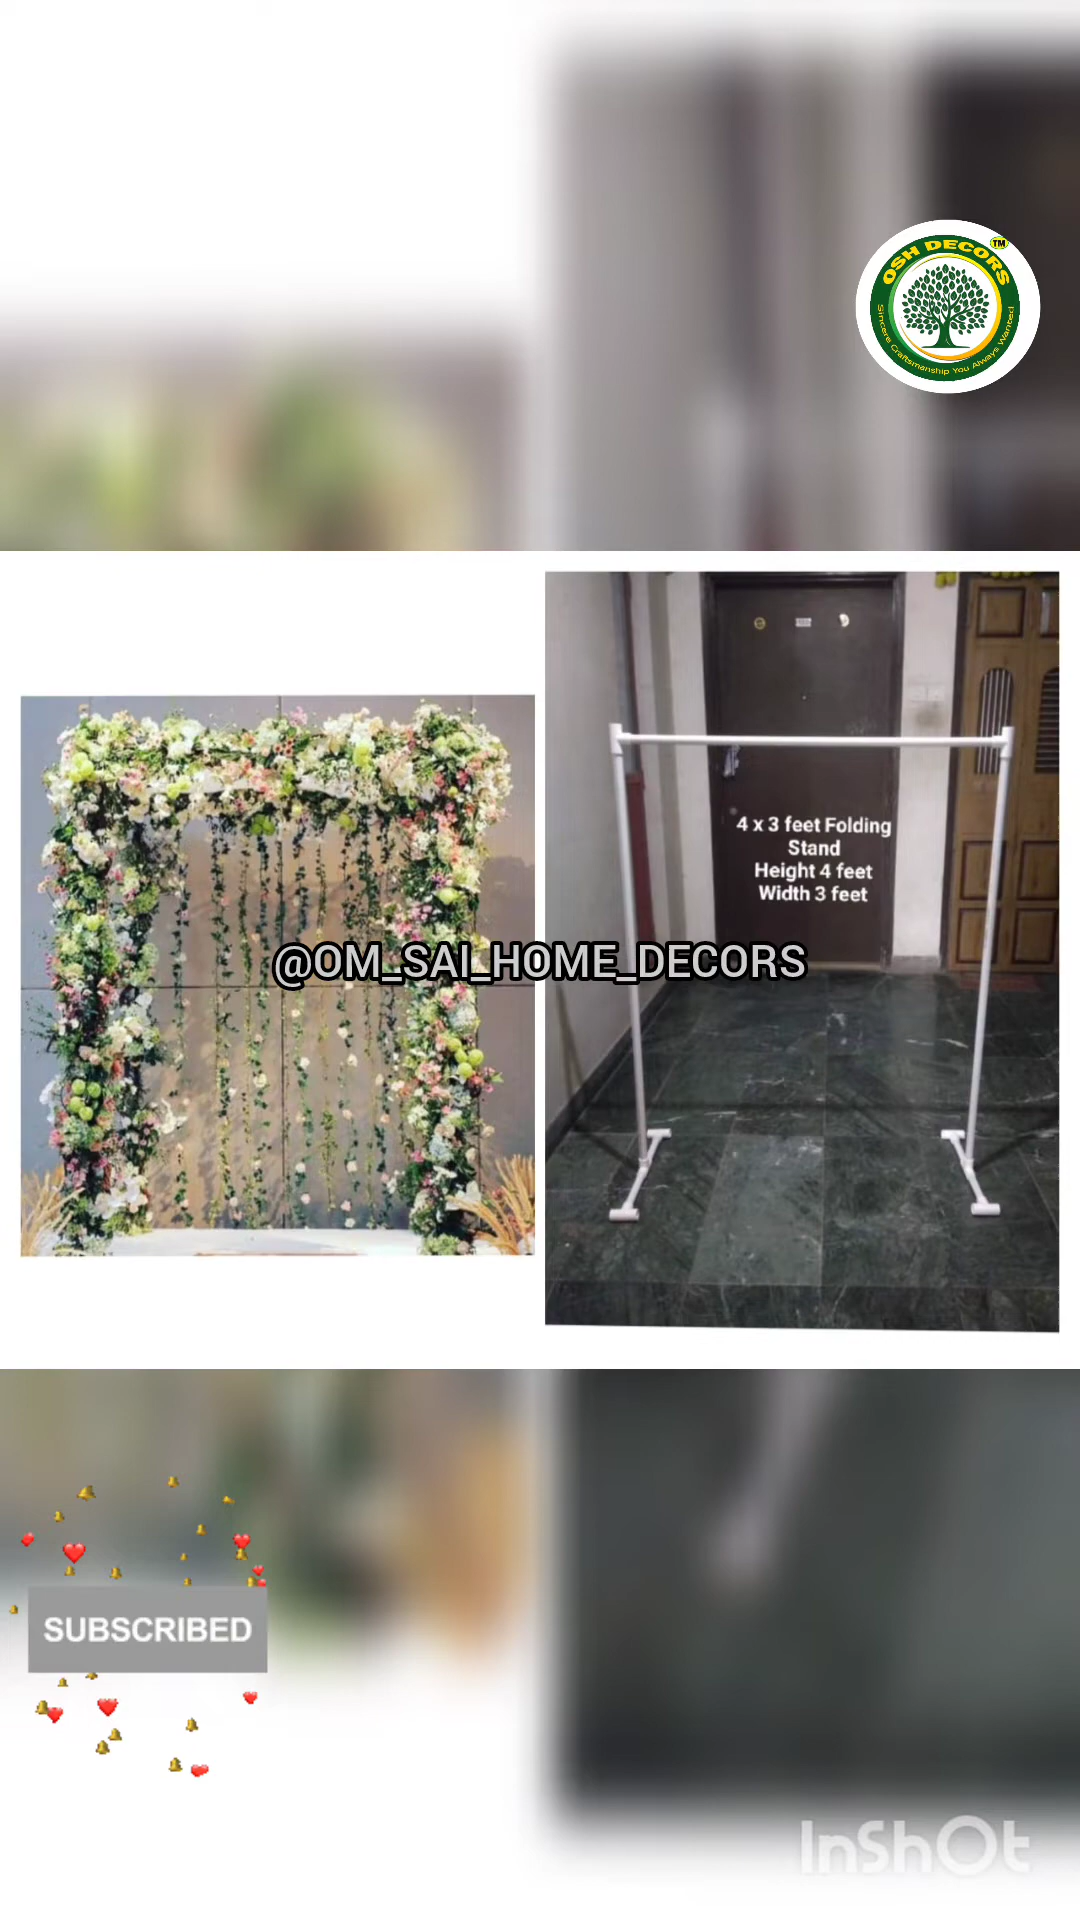 OSH DECORS
TM
Sincere Craftsmanship You Always Wanted
4 x 3 feet Folding
Stand
Height 4 feet
Width 3 feet
@OM_SAI_HOME_DECORS
SUBSCRIBED
InShOt